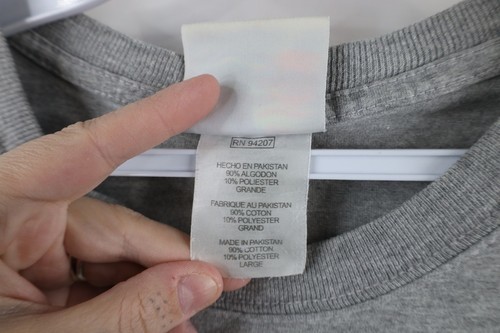 RN 94207
HECHO EN PAKISTAN
90% ALGODON
10% POLIESTER
GRANDE
FABRIQUE AU PAKISTAN
90% COTON
10% POLYESTER
GRAND
MADE IN PAKISTAN
90% COTTON
10% POLYESTER
LARGE